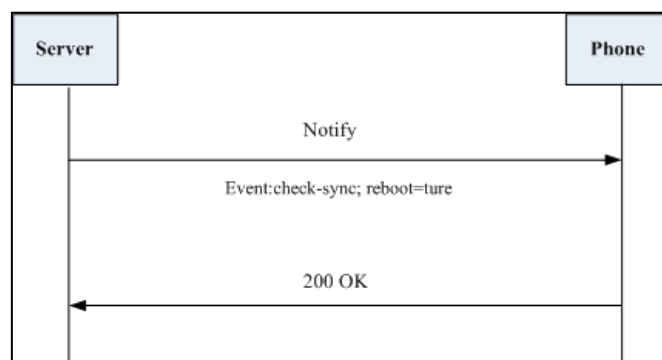 Server
Phone
Notify
Event:check-sync; reboot=ture
200 OK